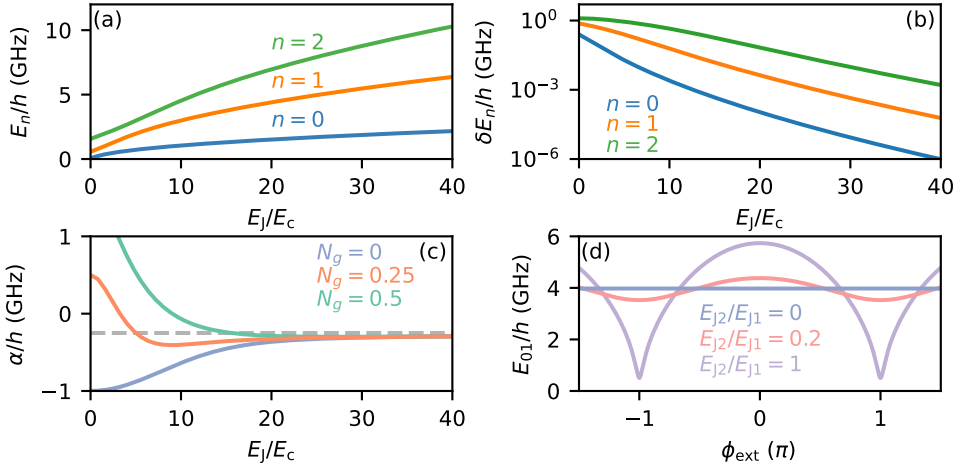 (a)
E_n/h (GHz)
10
5
0
n = 2
n = 1
n = 0
0 10 20 30 40
E_J/E_c
(b)
δE_n/h (GHz)
10^0
10^−3
10^−6
n = 0
n = 1
n = 2
0 10 20 30 40
E_J/E_c
(c)
α/h (GHz)
1
0
−1
N_g = 0
N_g = 0.25
N_g = 0.5
0 10 20 30 40
E_J/E_c
(d)
E_01/h (GHz)
6
4
2
0
E_J2/E_J1 = 0
E_J2/E_J1 = 0.2
E_J2/E_J1 = 1
−1 0 1
ϕ_ext (π)